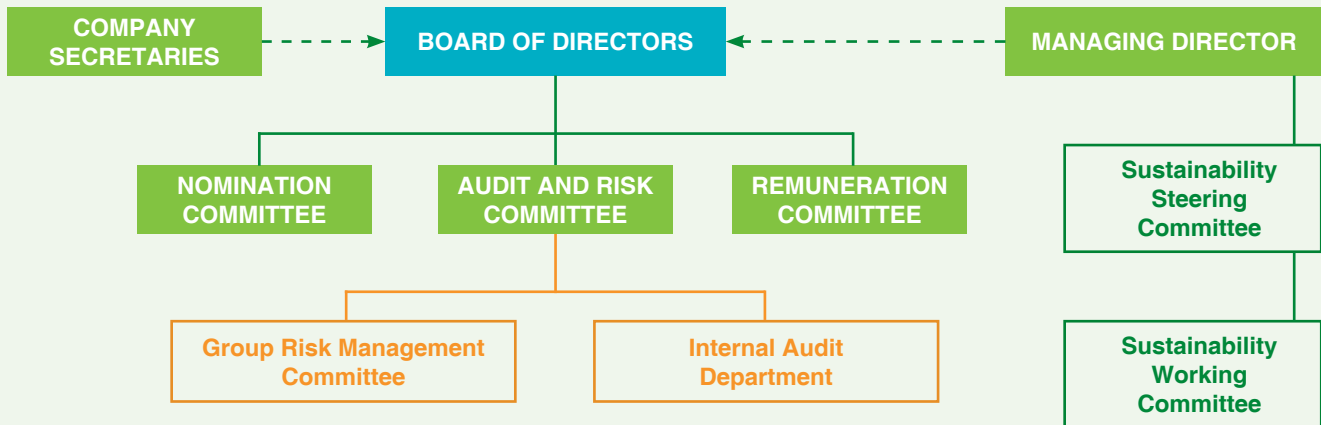 COMPANY
SECRETARIES
BOARD OF DIRECTORS
MANAGING DIRECTOR
NOMINATION
COMMITTEE
AUDIT AND RISK
COMMITTEE
REMUNERATION
COMMITTEE
Sustainability
Steering
Committee
Group Risk Management
Committee
Internal Audit
Department
Sustainability
Working
Committee